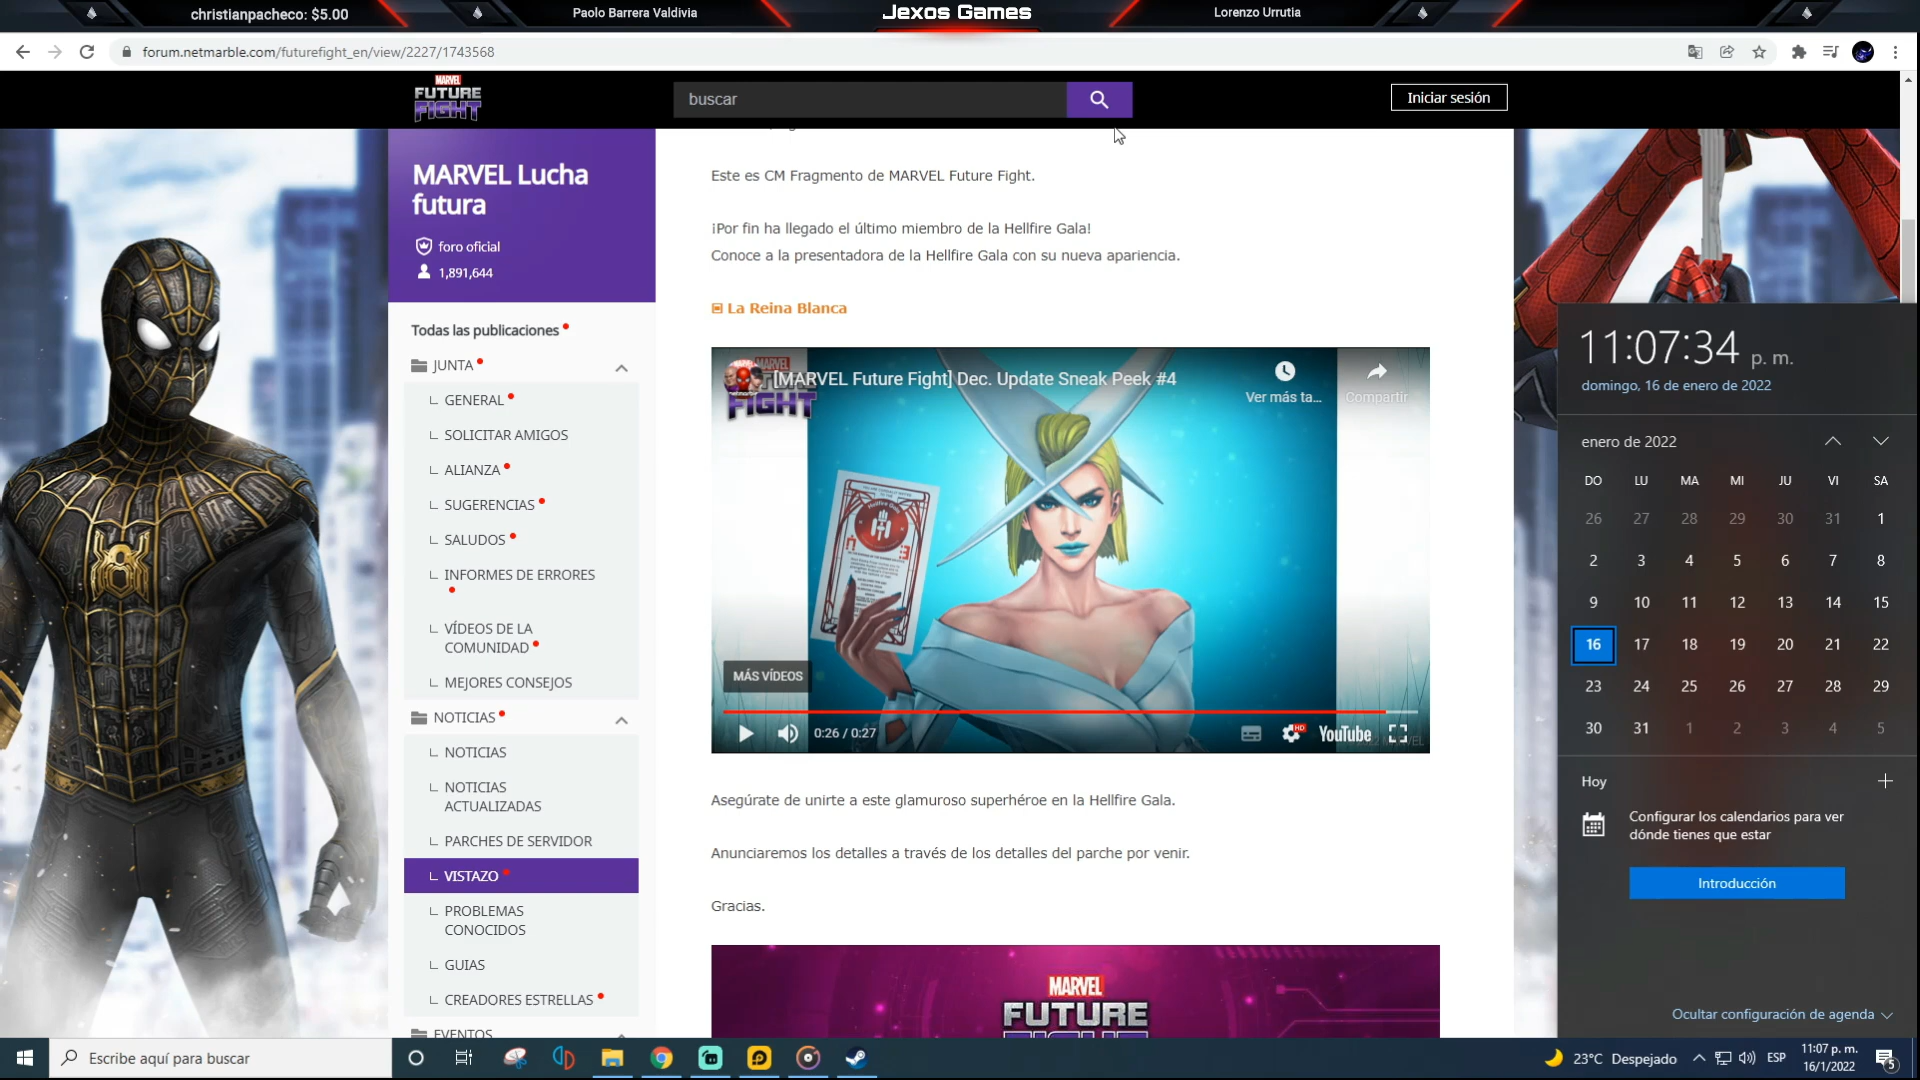 christianpacheco: $5.00
Paolo Barrera Valdivia
Jexos Games
Lorenzo Urrutia
forum.netmarble.com/futurefight_en/view/2227/1743568
MARVEL
FUTURE
FIGHT
buscar
Iniciar sesión
MARVEL Lucha
futura
foro oficial
1,891,644
Todas las publicaciones
JUNTA
GENERAL
SOLICITAR AMIGOS
ALIANZA
SUGERENCIAS
SALUDOS
INFORMES DE ERRORES
VÍDEOS DE LA
COMUNIDAD
MEJORES CONSEJOS
NOTICIAS
NOTICIAS
NOTICIAS
ACTUALIZADAS
PARCHES DE SERVIDOR
VISTAZO
PROBLEMAS
CONOCIDOS
GUIAS
CREADORES ESTRELLAS
EVENTOS
Este es CM Fragmento de MARVEL Future Fight.
¡Por fin ha llegado el último miembro de la Hellfire Gala!
Conoce a la presentadora de la Hellfire Gala con su nueva apariencia.
La Reina Blanca
[MARVEL Future Fight] Dec. Update Sneak Peek #4
Ver más ta...
Compartir
FIGHT
Hellfire Gala
MÁS VÍDEOS
0:26 / 0:27
HD
YouTube
Asegúrate de unirte a este glamuroso superhéroe en la Hellfire Gala.
Anunciaremos los detalles a través de los detalles del parche por venir.
Gracias.
MARVEL
FUTURE
FIGHT
11:07:34 p. m.
domingo, 16 de enero de 2022
enero de 2022
DO LU MA MI JU VI SA
26 27 28 29 30 31 1
2 3 4 5 6 7 8
9 10 11 12 13 14 15
16 17 18 19 20 21 22
23 24 25 26 27 28 29
30 31 1 2 3 4 5
Hoy
Configurar los calendarios para ver
dónde tienes que estar
Introducción
Ocultar configuración de agenda
Escribe aquí para buscar
23°C Despejado
ESP
11:07 p. m.
16/1/2022
5